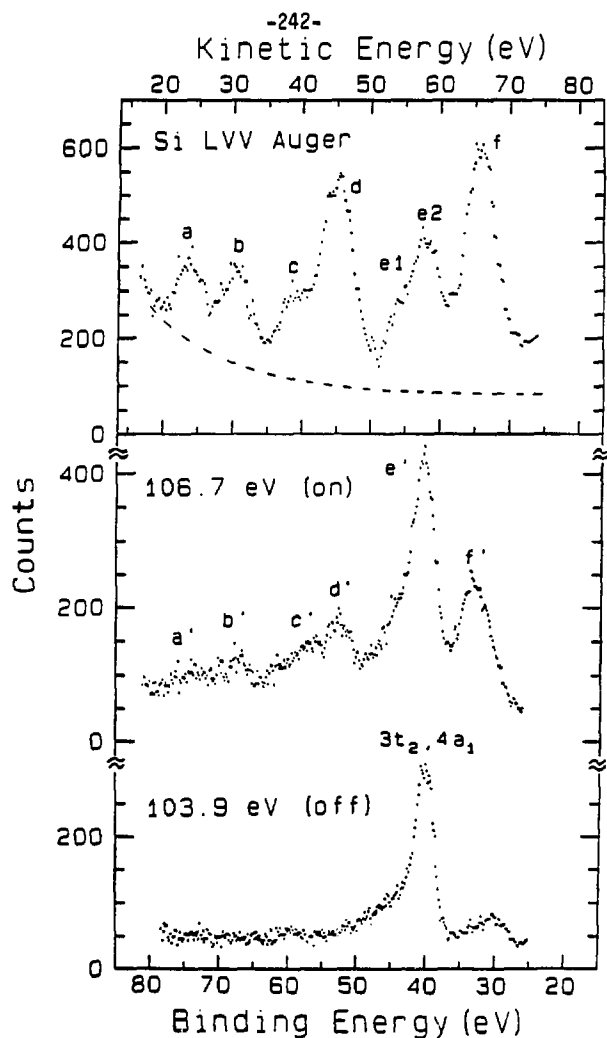 -242-
Kinetic Energy (eV)
20 30 40 50 60 70 80
Si LVV Auger
a b c d e1 e2 f
600
400
200
0
Counts
106.7 eV (on)
a' b' c' d' e' f'
400
200
0
3t2, 4a1
103.9 eV (off)
200
0
80 70 60 50 40 30 20
Binding Energy (eV)